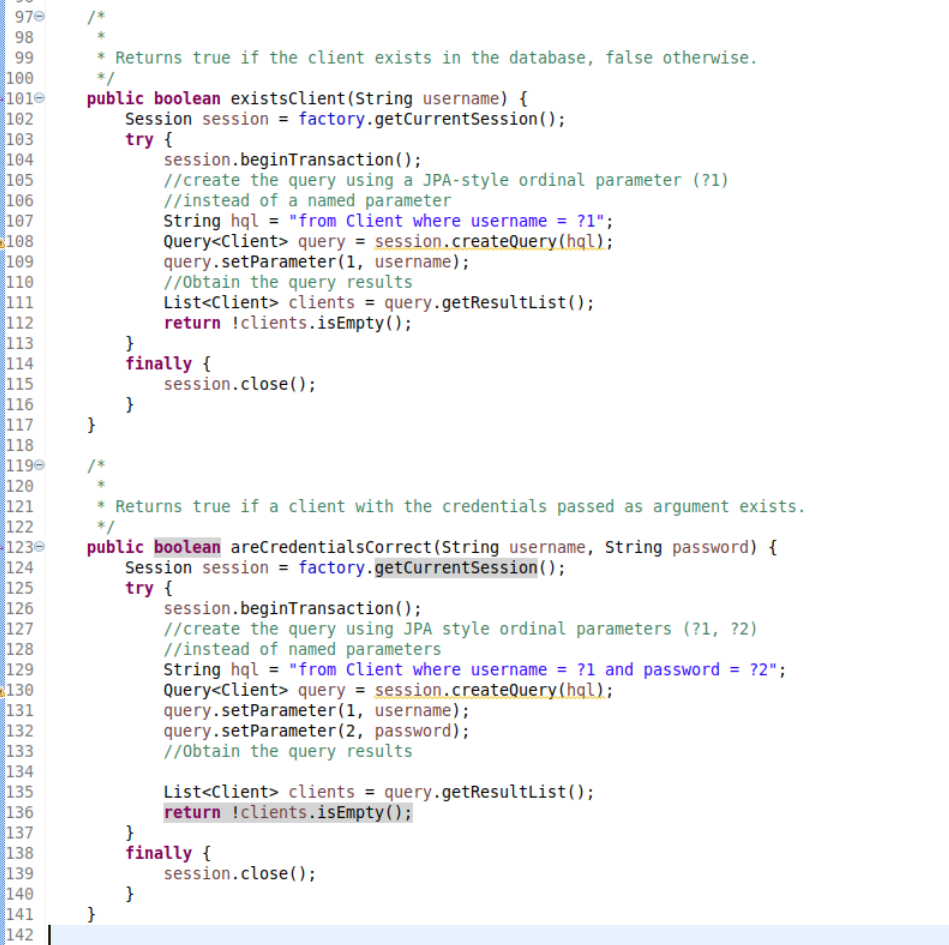 97 /*
98 *
99 * Returns true if the client exists in the database, false otherwise.
100 */
101 public boolean existsClient(String username) {
102 Session session = factory.getCurrentSession();
103 try {
104 session.beginTransaction();
105 //create the query using a JPA-style ordinal parameter (?1)
106 //instead of a named parameter
107 String hql = "from Client where username = ?1";
108 Query<Client> query = session.createQuery(hql);
109 query.setParameter(1, username);
110 //Obtain the query results
111 List<Client> clients = query.getResultList();
112 return !clients.isEmpty();
113 }
114 finally {
115 session.close();
116 }
117 }
118
119 /*
120 *
121 * Returns true if a client with the credentials passed as argument exists.
122 */
123 public boolean areCredentialsCorrect(String username, String password) {
124 Session session = factory.getCurrentSession();
125 try {
126 session.beginTransaction();
127 //create the query using JPA style ordinal parameters (?1, ?2)
128 //instead of named parameters
129 String hql = "from Client where username = ?1 and password = ?2";
130 Query<Client> query = session.createQuery(hql);
131 query.setParameter(1, username);
132 query.setParameter(2, password);
133 //Obtain the query results
134
135 List<Client> clients = query.getResultList();
136 return !clients.isEmpty();
137 }
138 finally {
139 session.close();
140 }
141 }
142